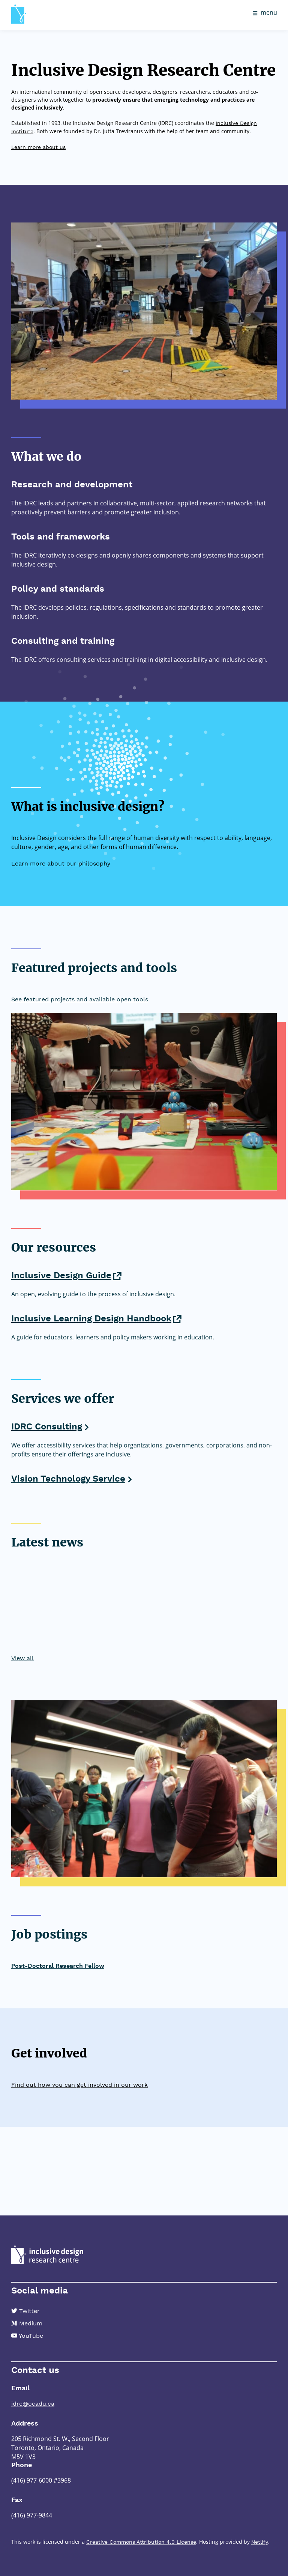 menu
Inclusive Design Research Centre
An international community of open source developers, designers, researchers, educators and co-
designers who work together to proactively ensure that emerging technology and practices are
designed inclusively.
Established in 1993, the Inclusive Design Research Centre (IDRC) coordinates the Inclusive Design
Institute. Both were founded by Dr. Jutta Treviranus with the help of her team and community.
Learn more about us
What we do
Research and development
The IDRC leads and partners in collaborative, multi-sector, applied research networks that
proactively prevent barriers and promote greater inclusion.
Tools and frameworks
The IDRC iteratively co-designs and openly shares components and systems that support
inclusive design.
Policy and standards
The IDRC develops policies, regulations, specifications and standards to promote greater
inclusion.
Consulting and training
The IDRC offers consulting services and training in digital accessibility and inclusive design.
What is inclusive design?
Inclusive Design considers the full range of human diversity with respect to ability, language,
culture, gender, age, and other forms of human difference.
Learn more about our philosophy
Featured projects and tools
See featured projects and available open tools
Our resources
Inclusive Design Guide
An open, evolving guide to the process of inclusive design.
Inclusive Learning Design Handbook
A guide for educators, learners and policy makers working in education.
Services we offer
IDRC Consulting
We offer accessibility services that help organizations, governments, corporations, and non-
profits ensure their offerings are inclusive.
Vision Technology Service
Latest news
View all
Job postings
Post-Doctoral Research Fellow
Get involved
Find out how you can get involved in our work
inclusive design
research centre
Social media
Twitter
Medium
YouTube
Contact us
Email
idrc@ocadu.ca
Address
205 Richmond St. W., Second Floor
Toronto, Ontario, Canada
M5V 1V3
Phone
(416) 977-6000 #3968
Fax
(416) 977-9844
This work is licensed under a Creative Commons Attribution 4.0 License. Hosting provided by Netlify.